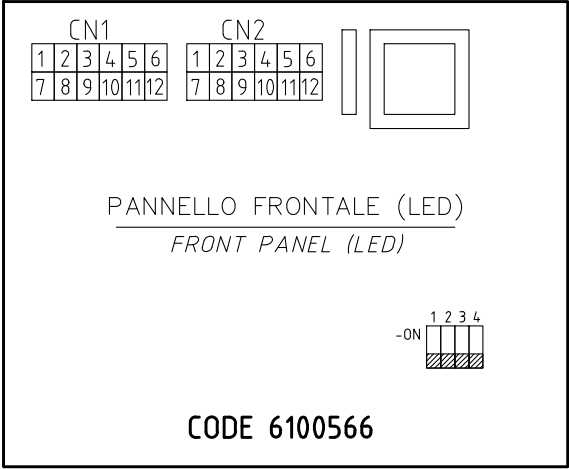 CN1 CN2
1 2 3 4 5 6 1 2 3 4 5 6
7 8 9 10 11 12 7 8 9 10 11 12
PANNELLO FRONTALE (LED)
FRONT PANEL (LED)
1 2 3 4
-ON
CODE 6100566